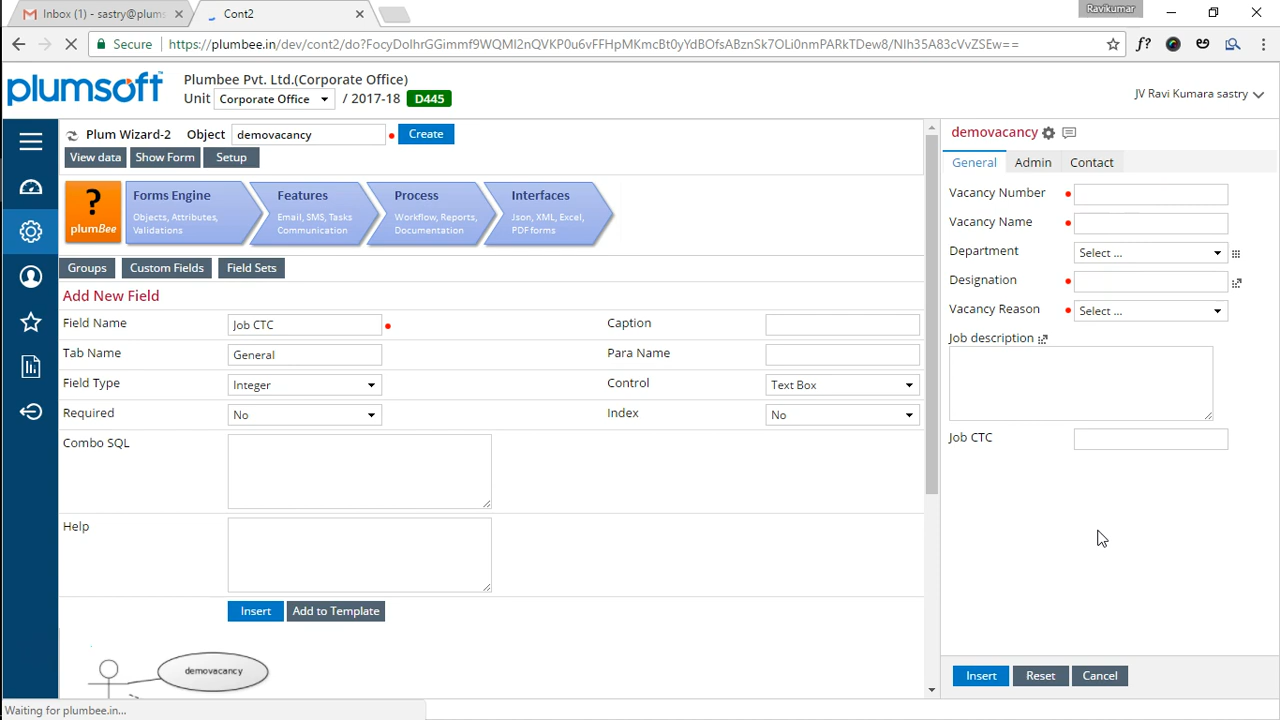 Inbox (1) - sastry@plums
Cont2
Ravikumar
Secure
https://plumbee.in/dev/cont2/do?FocyDolhrGGimmf9WQMI2nQVKP0u6vFFHpMKmcBt0yYdBOfsABznSk7OLi0nmPARkTDew8/NIh35A83cVvZSEw==
f?
plumsoft
Plumbee Pvt. Ltd.(Corporate Office)
Unit Corporate Office / 2017-18 D445
JV Ravi Kumara sastry
Plum Wizard-2 Object demovacancy Create
View data Show Form Setup
?
plumBee
Forms Engine
Objects, Attributes,
Validations
Features
Email, SMS, Tasks
Communication
Process
Workflow, Reports,
Documentation
Interfaces
Json, XML, Excel,
PDF forms
Groups Custom Fields Field Sets
Add New Field
Field Name Job CTC Caption
Tab Name General Para Name
Field Type Integer Control Text Box
Required No Index No
Combo SQL
Help
Insert Add to Template
demovacancy
demovacancy
General Admin Contact
Vacancy Number
Vacancy Name
Department Select ...
Designation
Vacancy Reason Select ...
Job description
Job CTC
Insert Reset Cancel
Waiting for plumbee.in...